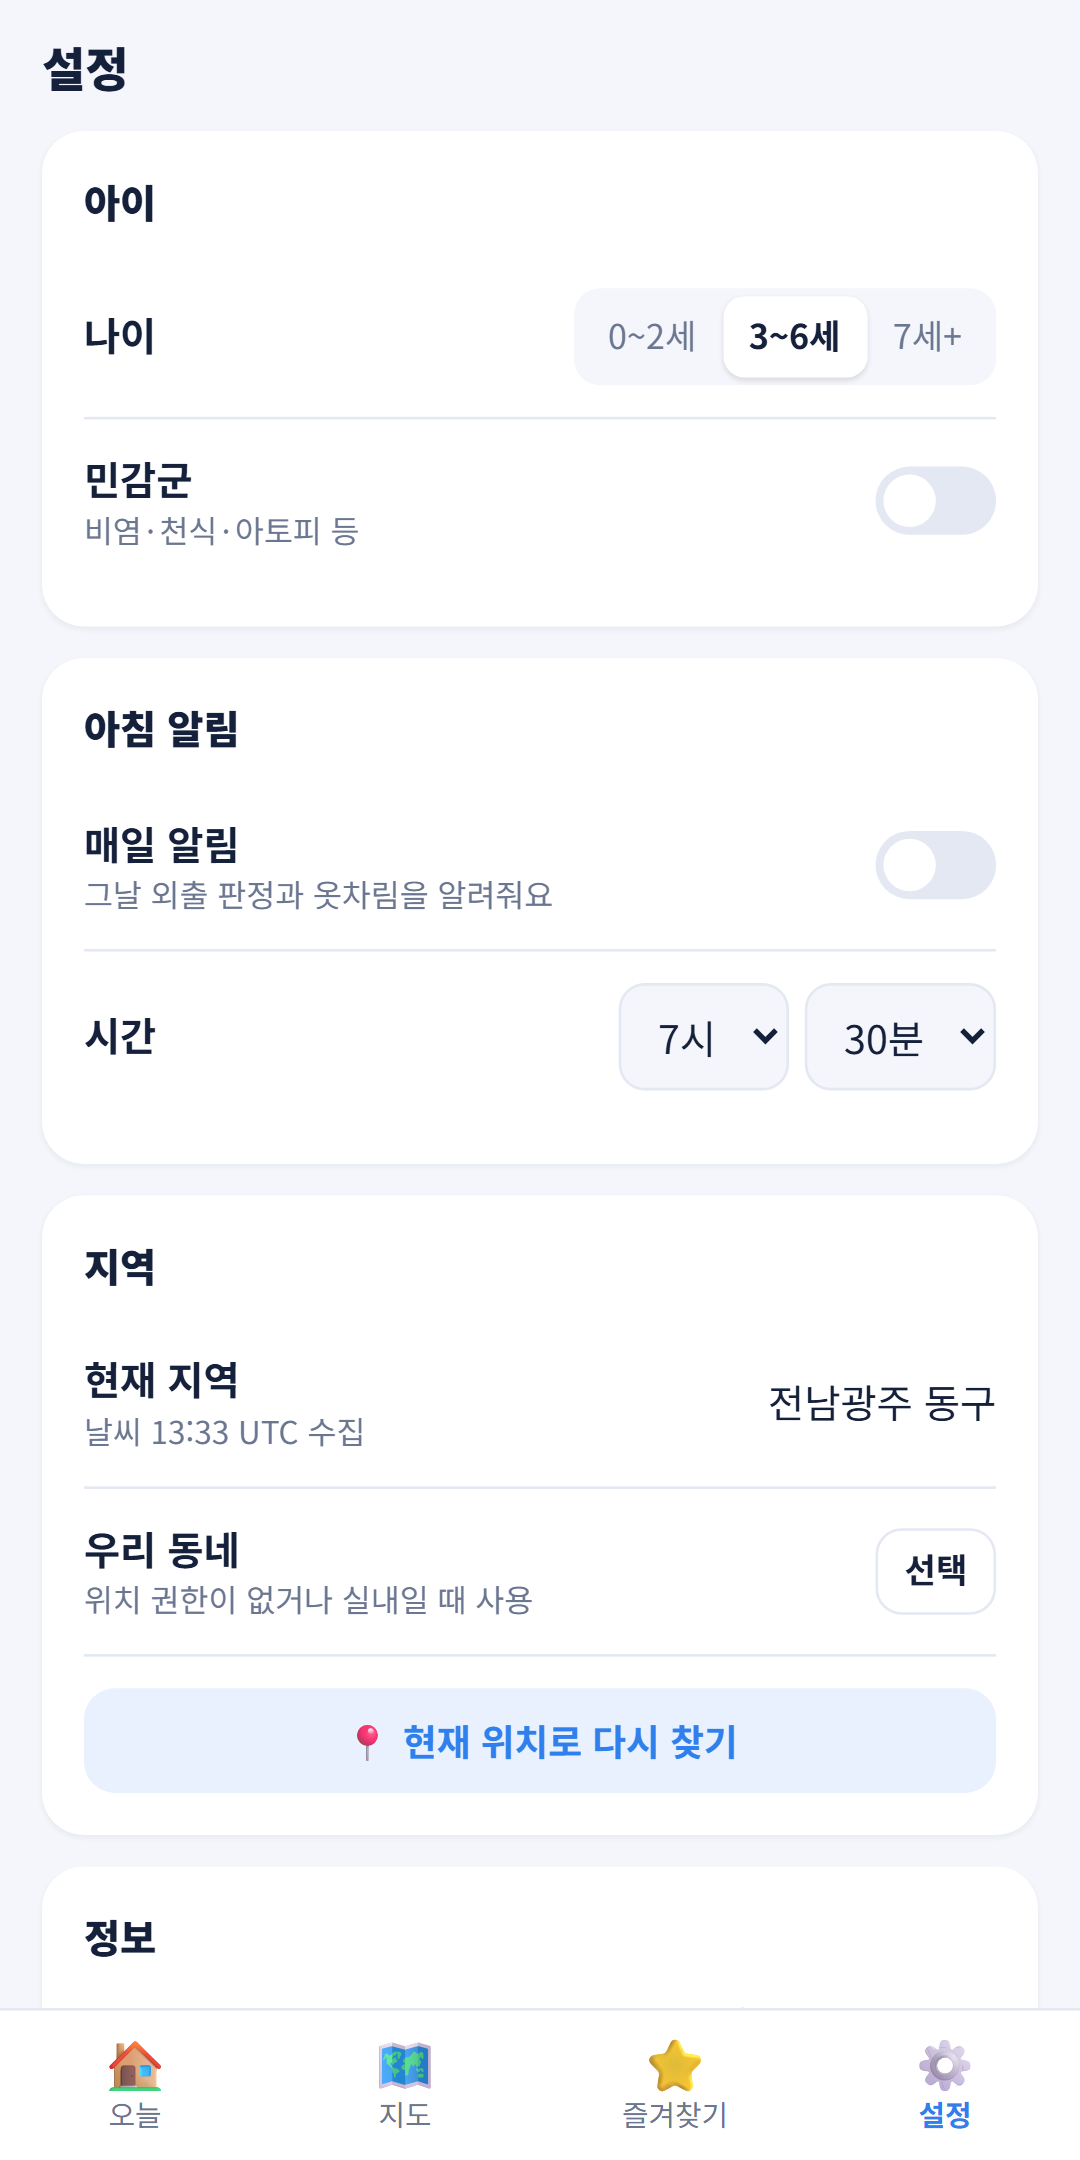 설정
아이
나이
0~2세 3~6세 7세+
민감군
비염·천식·아토피 등
아침 알림
매일 알림
그날 외출 판정과 옷차림을 알려줘요
시간
7시 30분
지역
현재 지역
날씨 13:33 UTC 수집
전남광주 동구
우리 동네
위치 권한이 없거나 실내일 때 사용
선택
현재 위치로 다시 찾기
정보
오늘 지도 즐겨찾기 설정